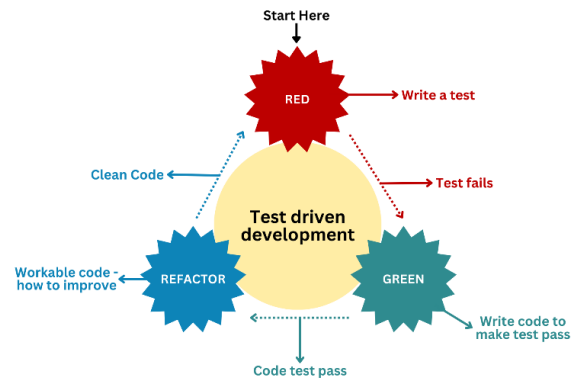 Start Here
RED
Write a test
Clean Code
Test fails
Test driven
development
Workable code -
how to improve
REFACTOR
GREEN
Write code to
make test pass
Code test pass